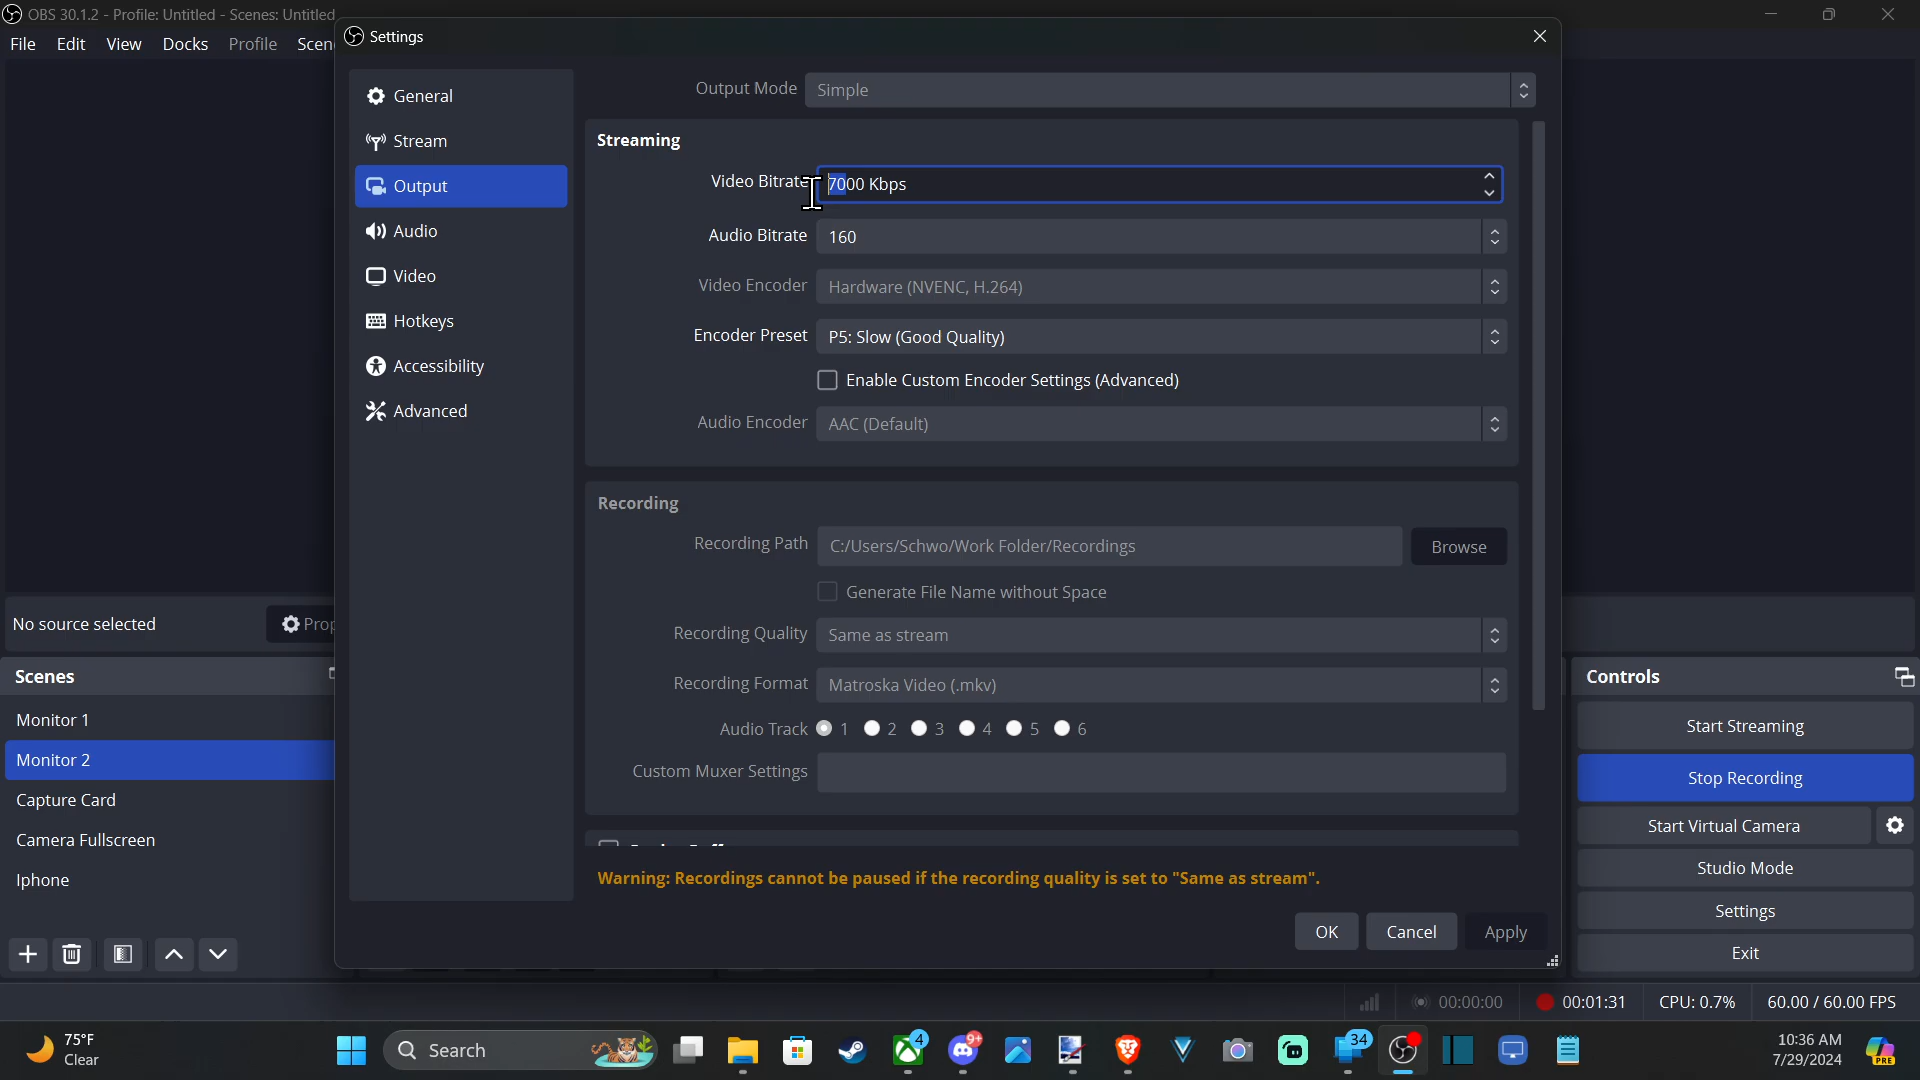 OBS 30.1.2 - Profile: Untitled - Scenes: Untitled
File Edit View Docks Profile Scen
Settings
General
Stream
Output
Audio
Video
Hotkeys
Accessibility
Advanced
Output Mode Simple
Streaming
Video Bitrate 7000 Kbps
Audio Bitrate 160
Video Encoder Hardware (NVENC, H.264)
Encoder Preset P5: Slow (Good Quality)
Enable Custom Encoder Settings (Advanced)
Audio Encoder AAC (Default)
Recording
Recording Path C:/Users/Schwo/Work Folder/Recordings Browse
Generate File Name without Space
Recording Quality Same as stream
Recording Format Matroska Video (.mkv)
Audio Track 1 2 3 4 5 6
Custom Muxer Settings
Warning: Recordings cannot be paused if the recording quality is set to "Same as stream".
OK Cancel Apply
No source selected Prop
Scenes
Monitor 1
Monitor 2
Capture Card
Camera Fullscreen
Iphone
Controls
Start Streaming
Stop Recording
Start Virtual Camera
Studio Mode
Settings
Exit
00:00:00 00:01:31 CPU: 0.7% 60.00 / 60.00 FPS
75°F
Clear
Search
4
9+
34
10:36 AM
7/29/2024
PRE